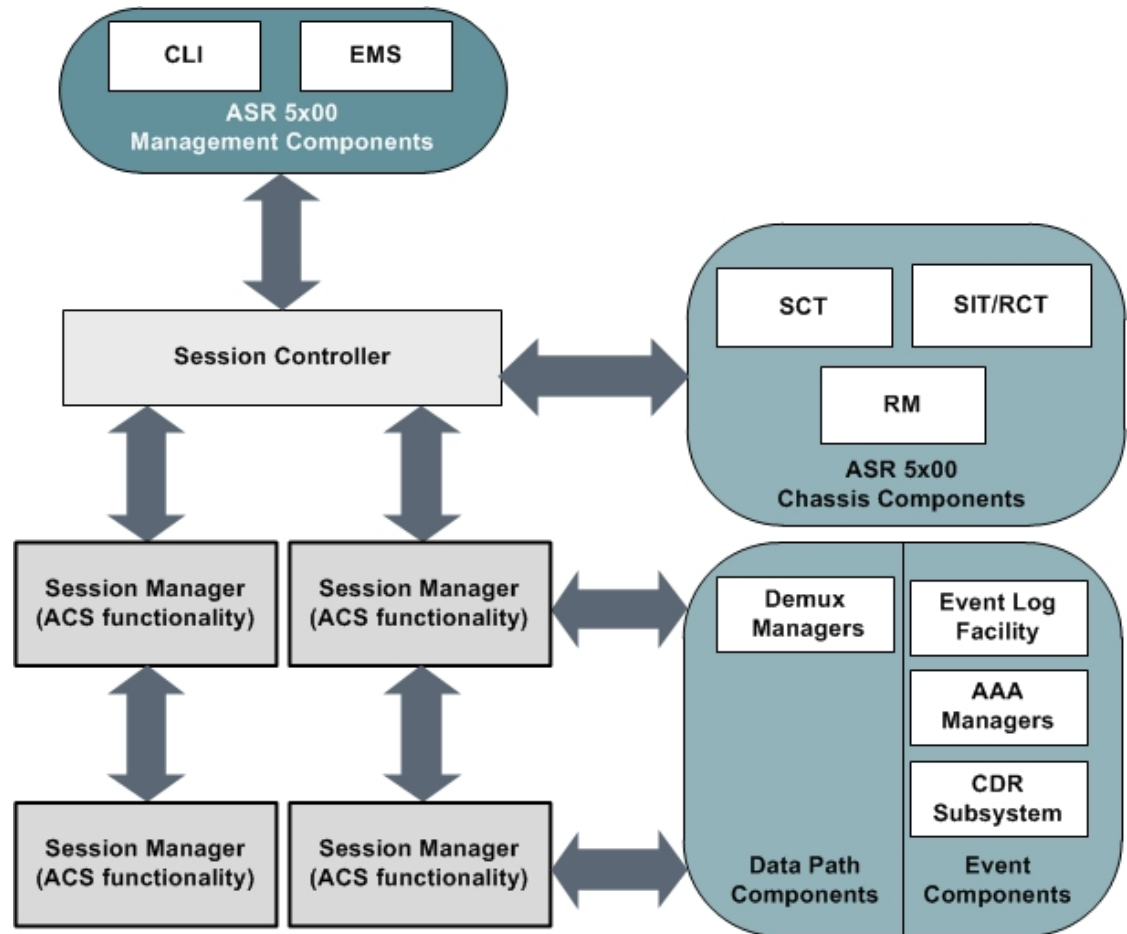 CLI
EMS
ASR 5x00
Management Components
Session Controller
SCT
SIT/RCT
RM
ASR 5x00
Chassis Components
Session Manager
(ACS functionality)
Session Manager
(ACS functionality)
Demux
Managers
Event Log
Facility
AAA
Managers
CDR
Subsystem
Session Manager
(ACS functionality)
Session Manager
(ACS functionality)
Data Path
Components
Event
Components